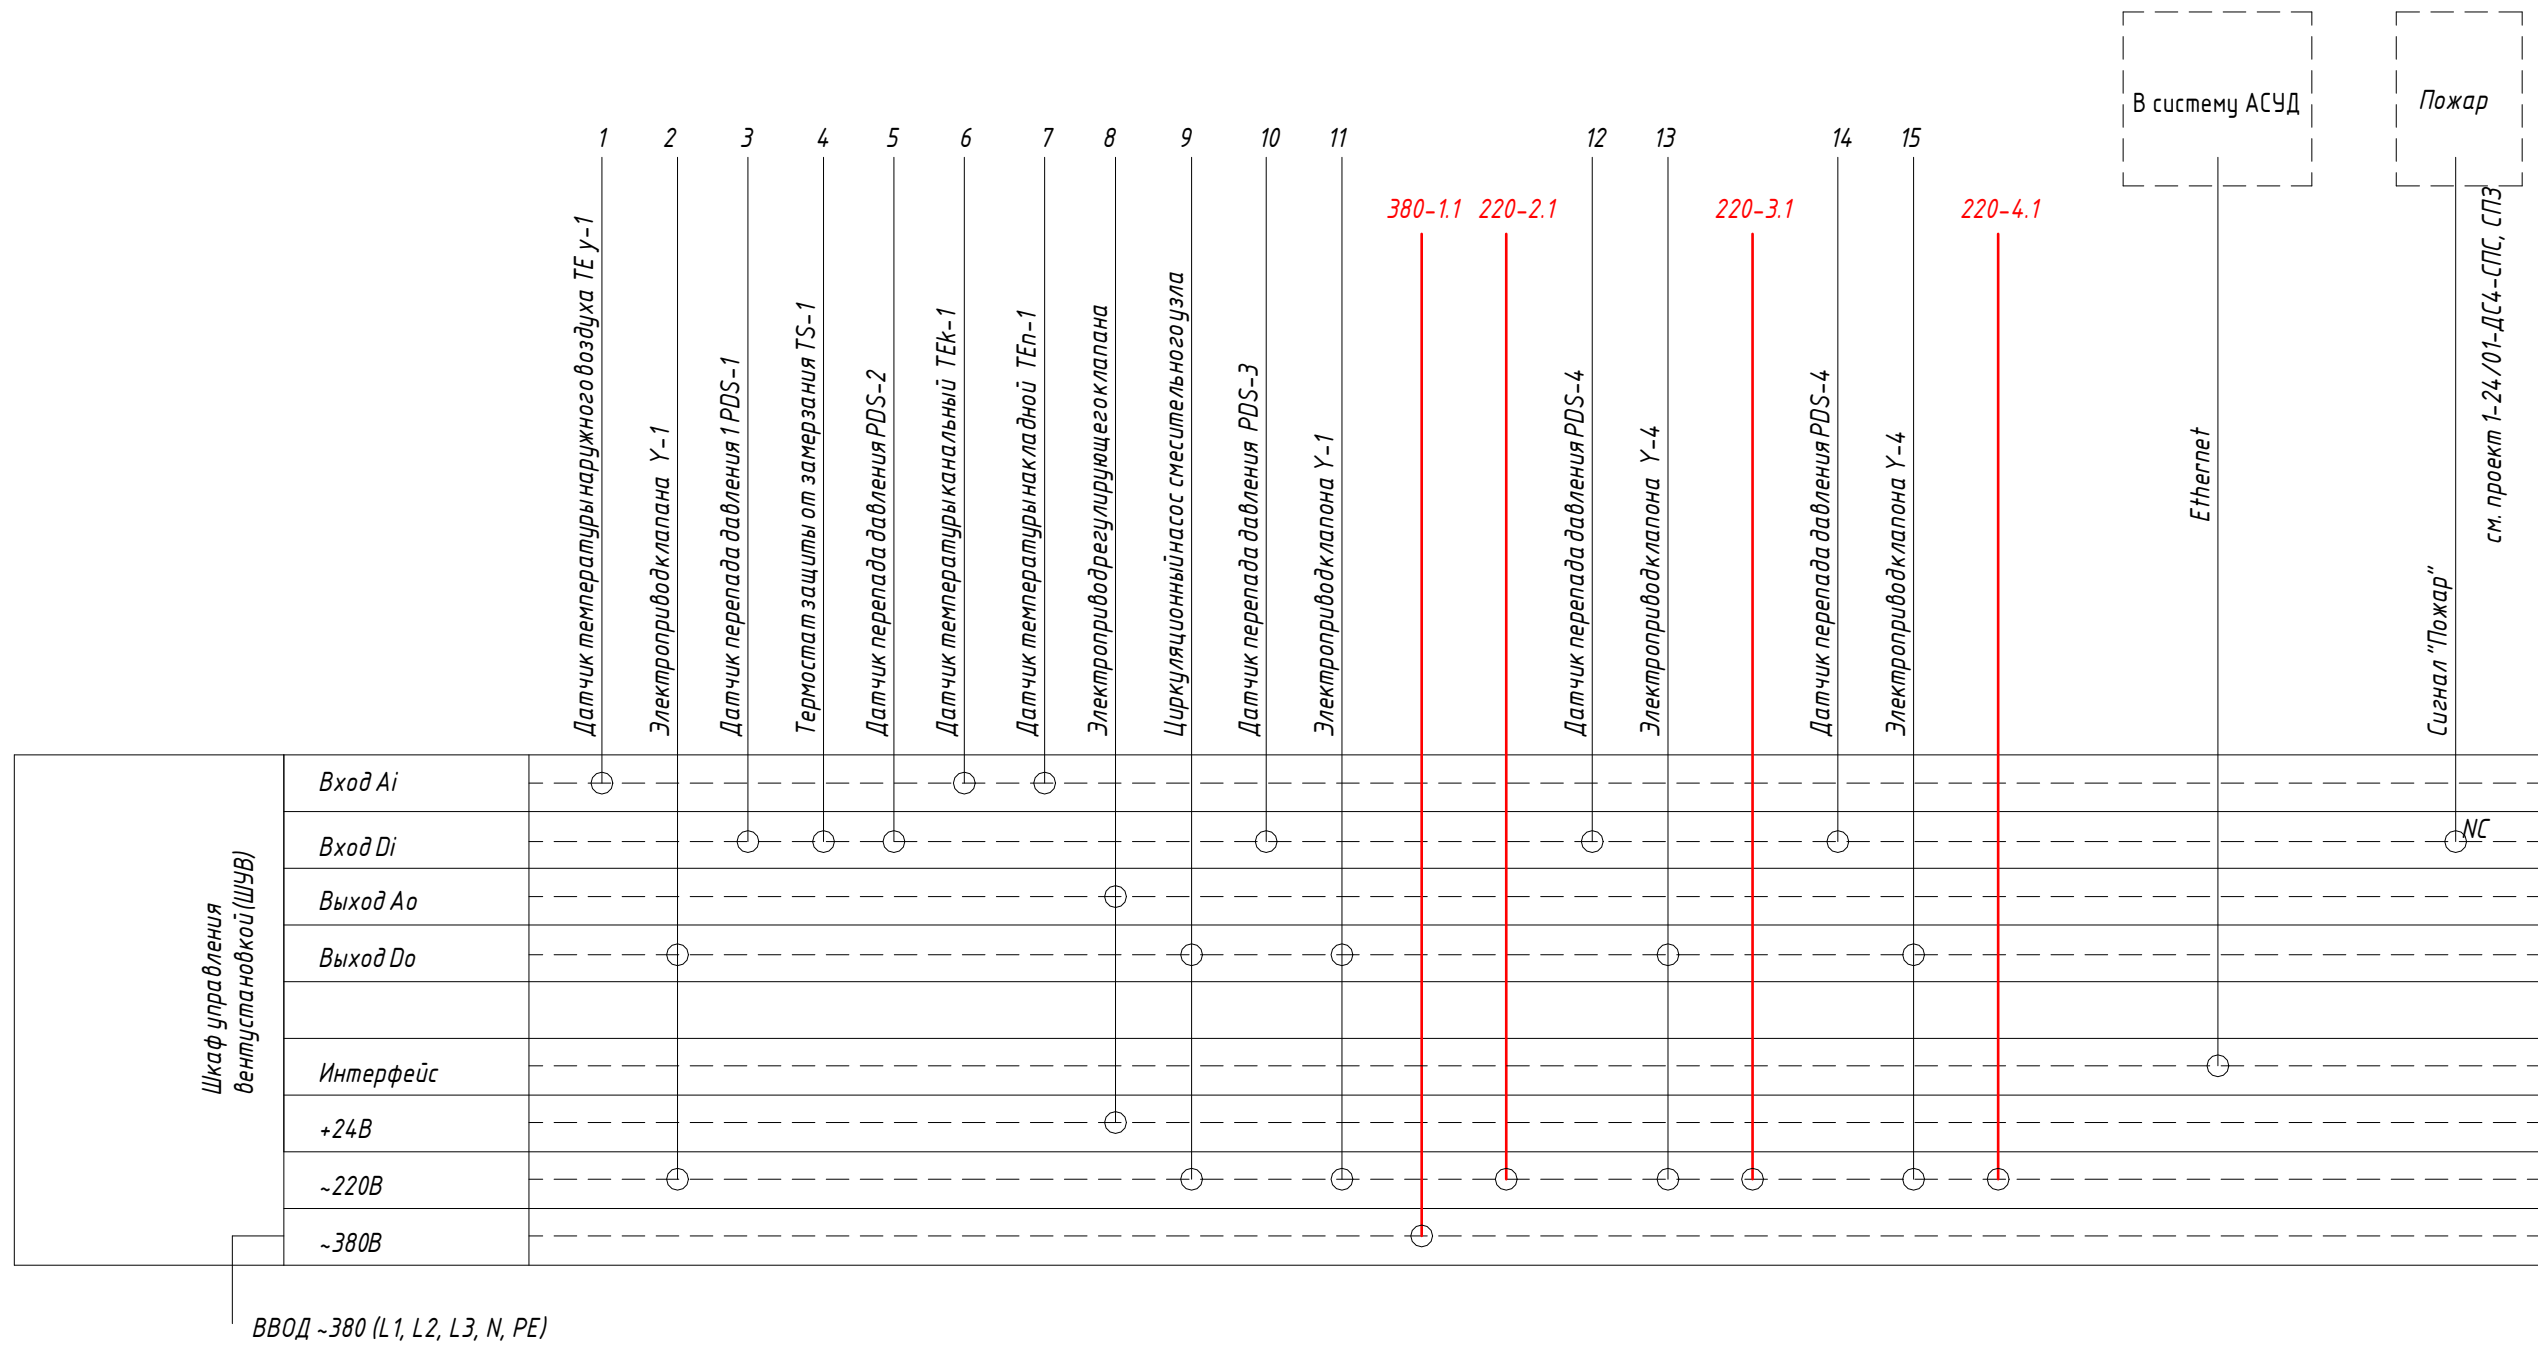 В систему АСУД
Пожар
1 2 3 4 5 6 7 8 9 10 11 12 13 14 15
380-1.1 220-2.1 220-3.1 220-4.1
Датчик температуры наружного воздуха TE у-1
Электропривод клапана Y-1
Датчик перепада давления 1 PDS-1
Термостат защиты от замерзания TS-1
Датчик перепада давления PDS-2
Датчик температуры канальный TEк-1
Датчик температуры накладной TEп-1
Электропривод регулирующего клапана
Циркуляционный насос смесительного узла
Датчик перепада давления PDS-3
Электропривод клапона Y-1
Датчик перепада давления PDS-4
Электропривод клапона Y-4
Датчик перепада давления PDS-4
Электропривод клапона Y-4
Ethernet
Сигнал "Пожар"
см. проект 1-24/01-ДС4-СПС, СПЗ
Шкаф управления
вентустановкой (ШУВ)
Вход Ai
Вход Di
NC
Выход Ao
Выход Do
Интерфейс
+24В
~220В
~380В
ВВОД ~380 (L1, L2, L3, N, PE)